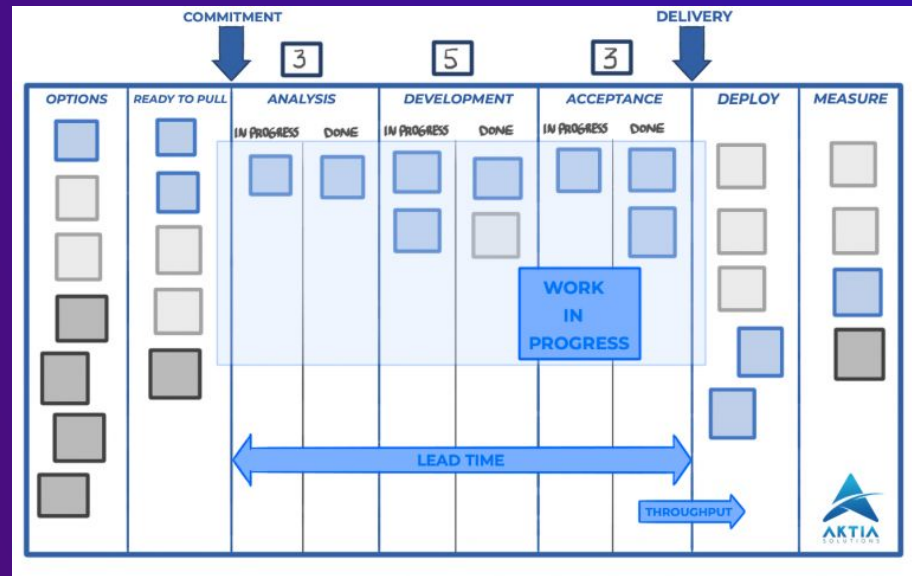 COMMITMENT
DELIVERY
3
5
3
OPTIONS
READY TO PULL
ANALYSIS
DEVELOPMENT
ACCEPTANCE
DEPLOY
MEASURE
IN PROGRESS
DONE
IN PROGRESS
DONE
IN PROGRESS
DONE
WORK
IN
PROGRESS
LEAD TIME
THROUGHPUT
AKTIA
SOLUTIONS